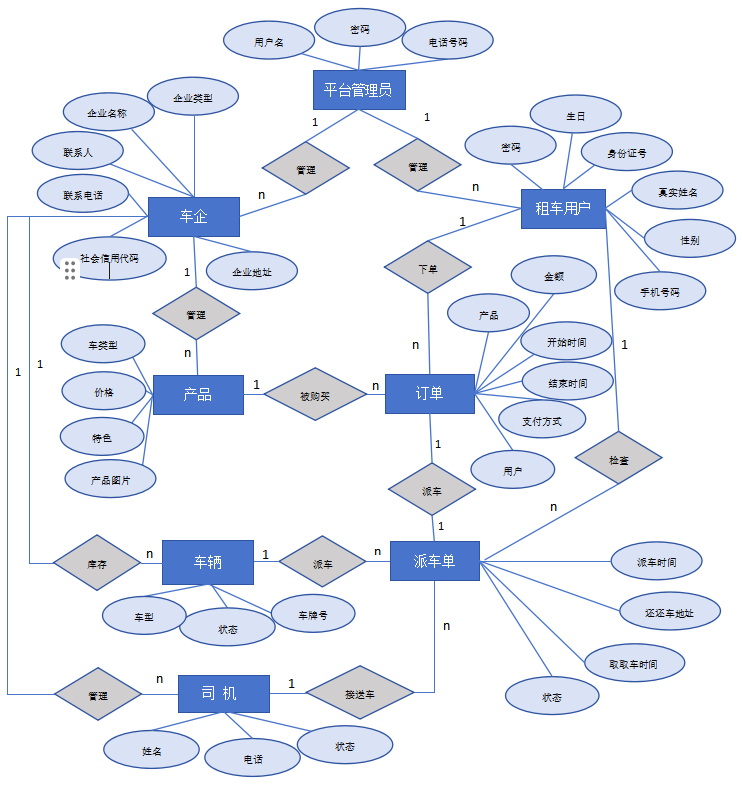 密码
用户名
电话号码
平台管理员
企业类型
企业名称
1
1
生日
密码
联系人
管理
管理
身份证号
n
n
联系电话
真实姓名
车企
租车用户
1
性别
社会信用代码
企业地址
1
下单
金额
手机号码
管理
产品
车类型
n
n
开始时间
1
1
1
价格
产品
1
被购买
n
订单
结束时间
支付方式
特色
1
检查
产品图片
用户
派车
n
1
库存
n
车辆
1
派车
n
派车单
派车时间
车型
状态
车牌号
还还车地址
n
取取车时间
管理
n
司 机
1
接送车
状态
姓名
电话
状态